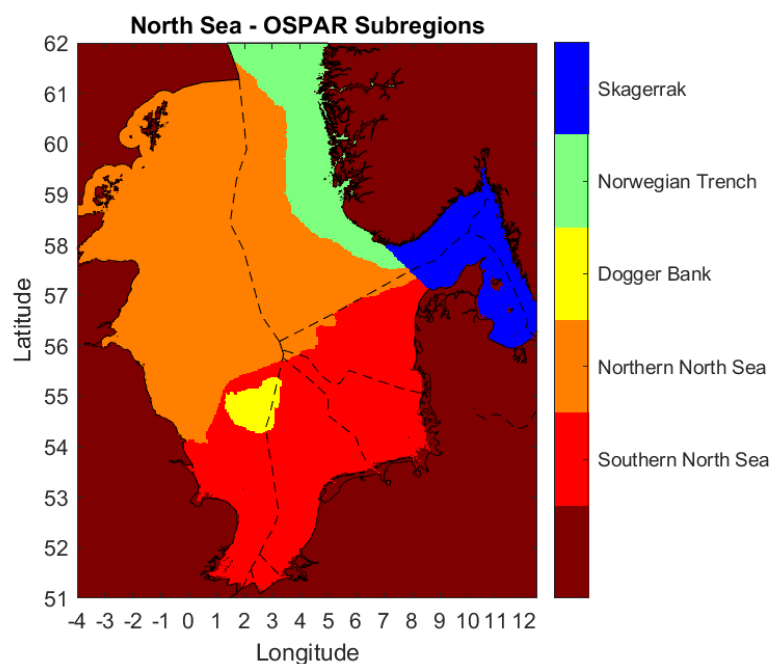 North Sea - OSPAR Subregions
62
61
60
59
58
57
56
55
54
53
52
51
Latitude
-4 -3 -2 -1 0 1 2 3 4 5 6 7 8 9 10 11 12
Longitude
Skagerrak
Norwegian Trench
Dogger Bank
Northern North Sea
Southern North Sea